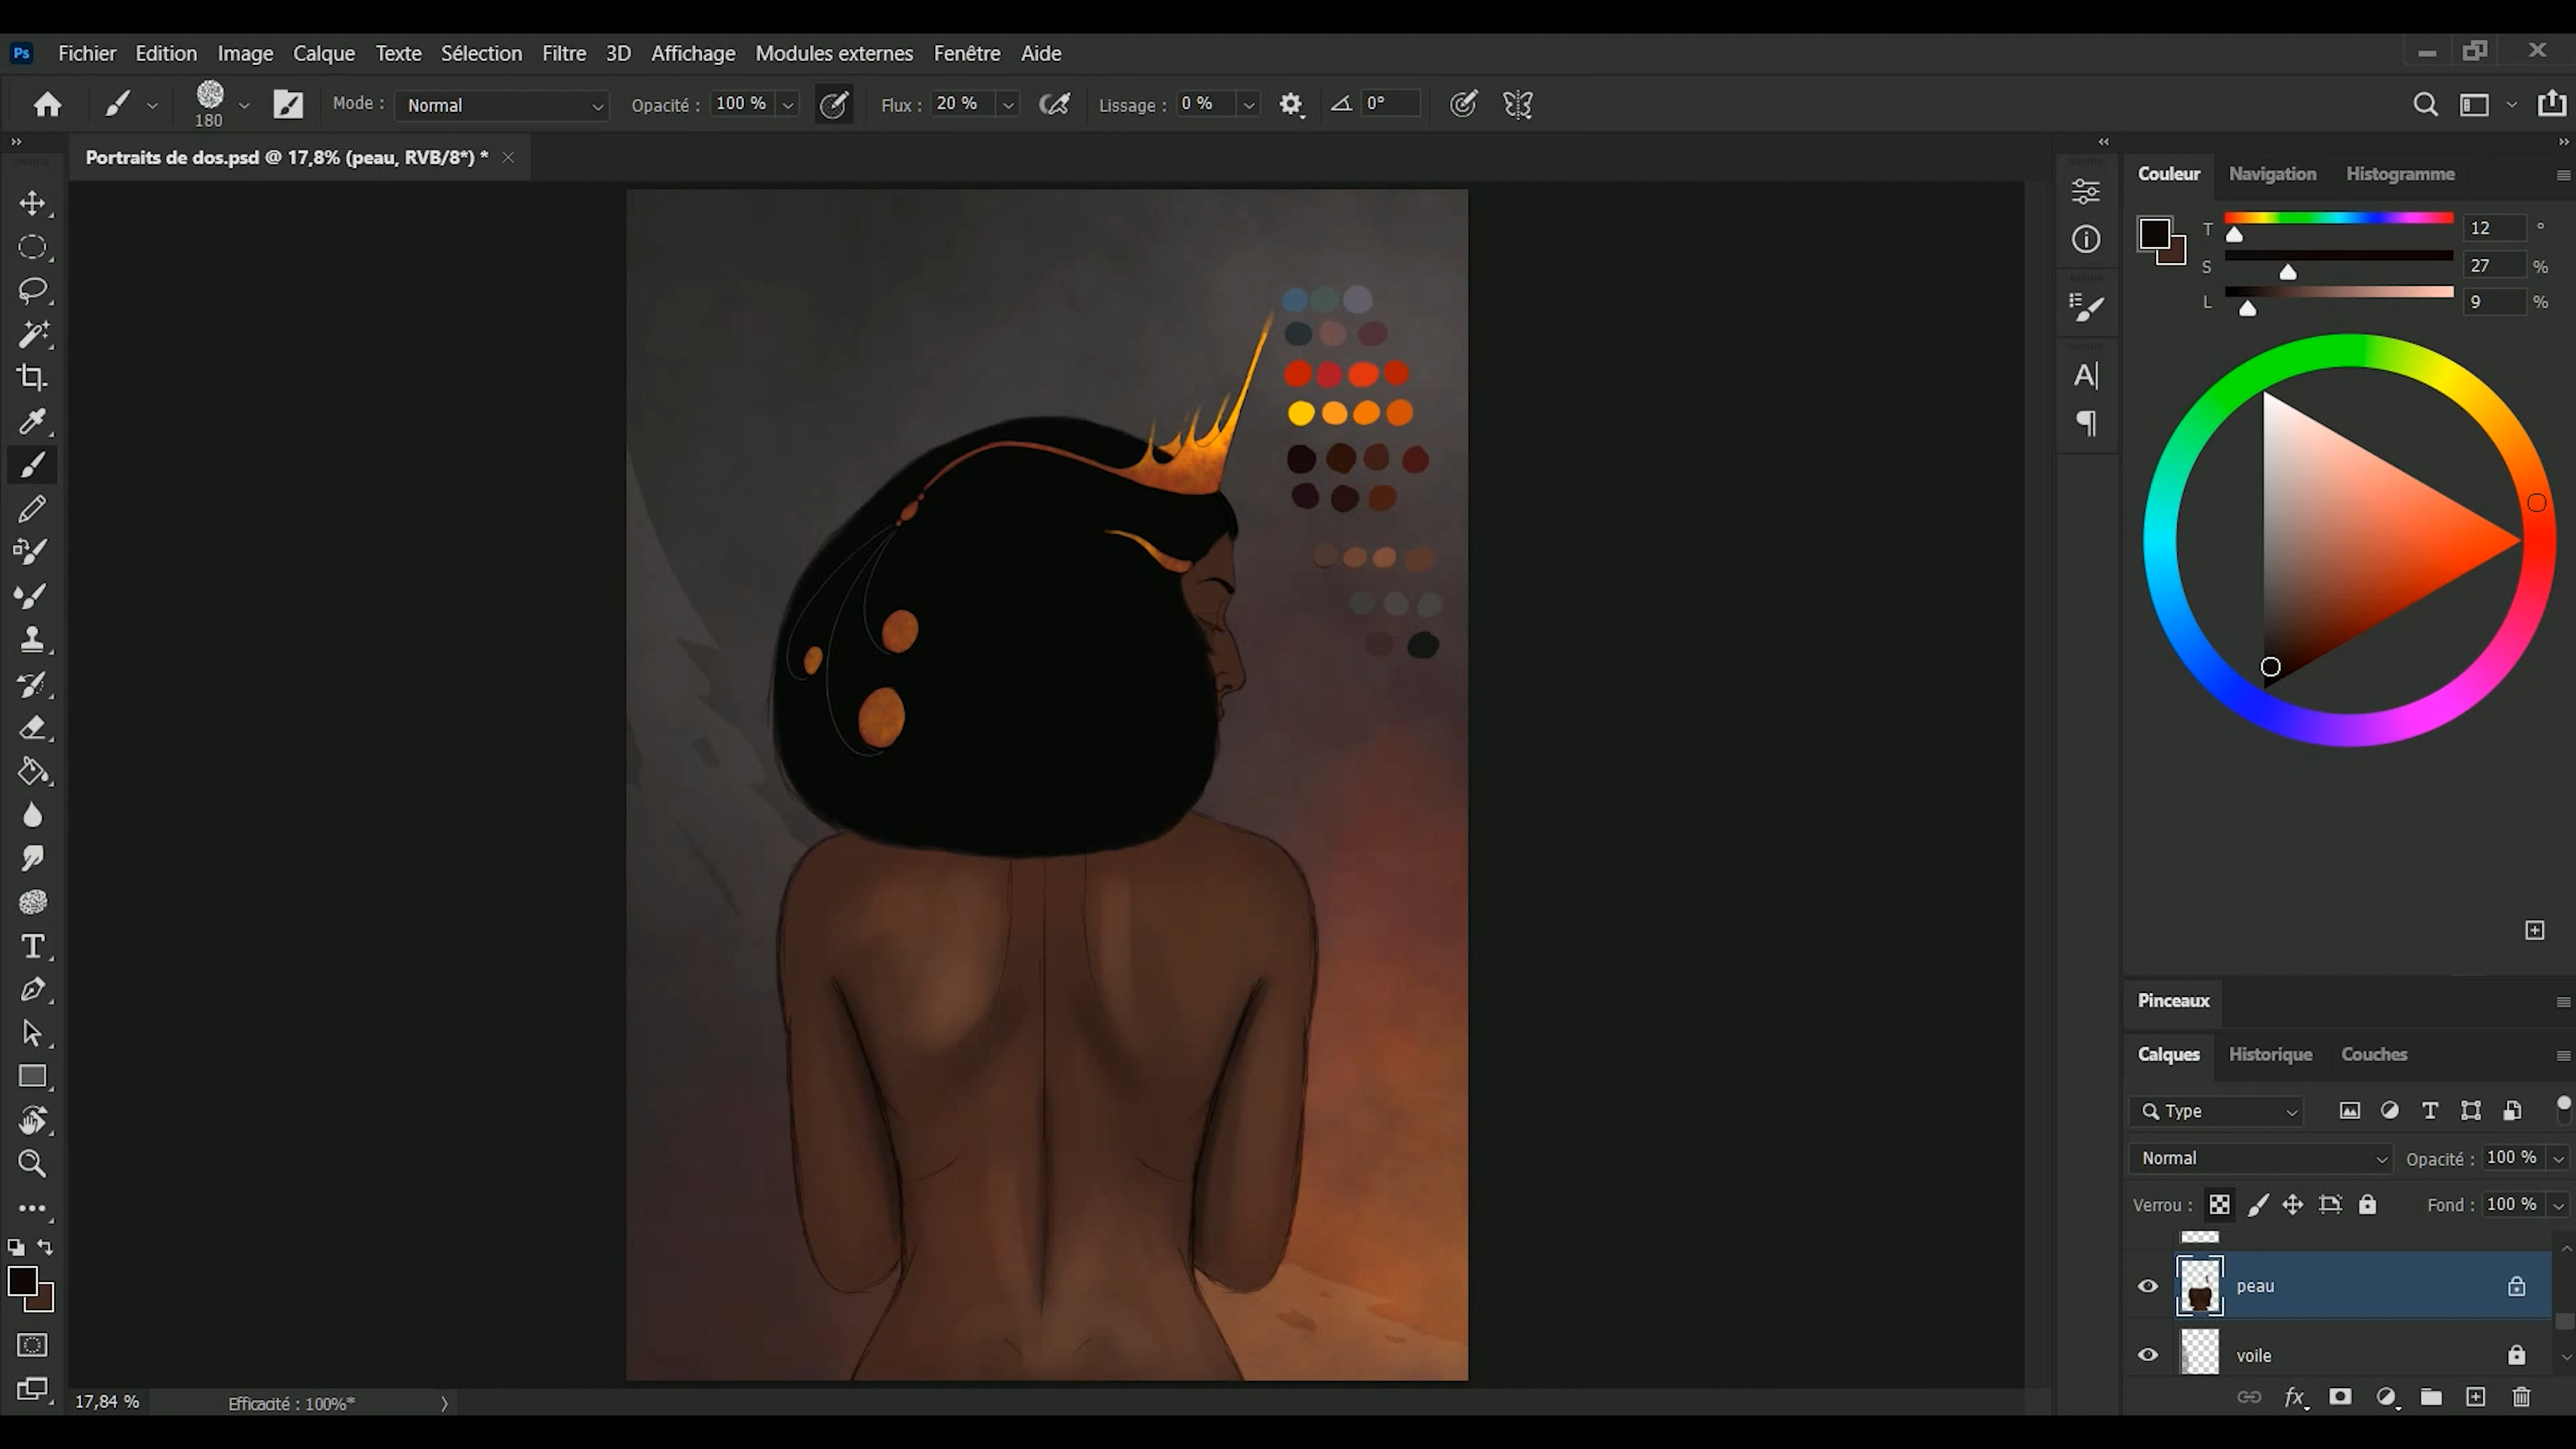 Ps Fichier Edition Image Calque Texte Sélection Filtre 3D Affichage Modules externes Fenêtre Aide
180 Mode : Normal Opacité : 100 % Flux : 20 % Lissage : 0 % 0°
Portraits de dos.psd @ 17,8% (peau, RVB/8*) *
Couleur Navigation Histogramme
T 12 °
S 27 %
L 9 %
Pinceaux
Calques Historique Couches
Type
Normal Opacité : 100 %
Verrou : Fond : 100 %
peau
voile
fx
17,84 % Efficacité : 100%*